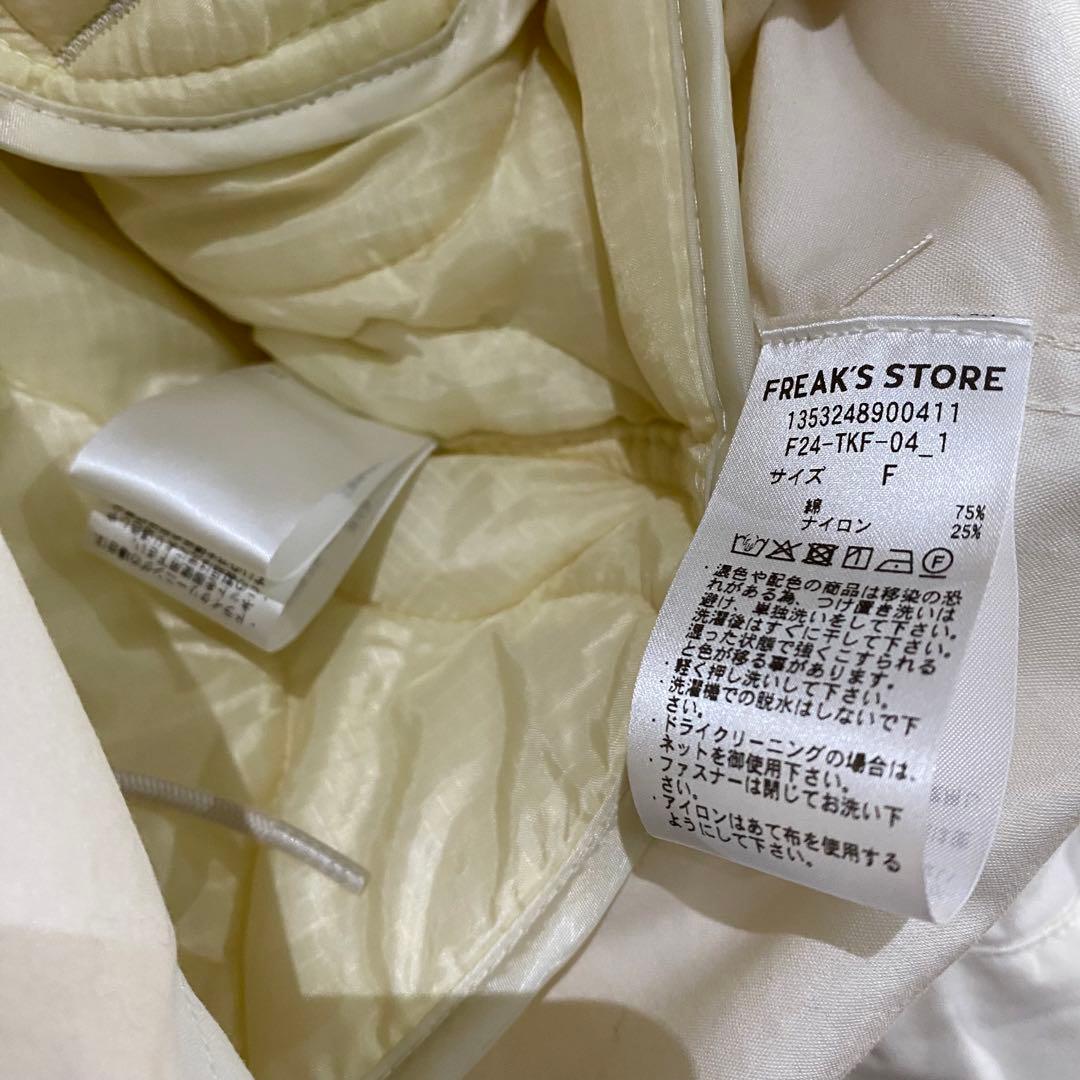 FREAK'S STORE
1353248900411
F24-TKF-04_1
サイズ F
綿 75%
ナイロン 25%
・濃色や配色の商品は移染の恐
れがある為、つけ置き洗いは
避け、単独洗いをして下さい。
洗濯後はすぐに干して下さい。
湿った状態で強くこすられる
と色が移る事があります。
・軽く押し洗いして下さい。
・洗濯機での脱水はしないで下
さい。
・ドライクリーニングの場合は、
ネットを御使用下さい。
・ファスナーは閉じてお洗い下
さい。
・アイロンはあて布を使用する
ようにして下さい。